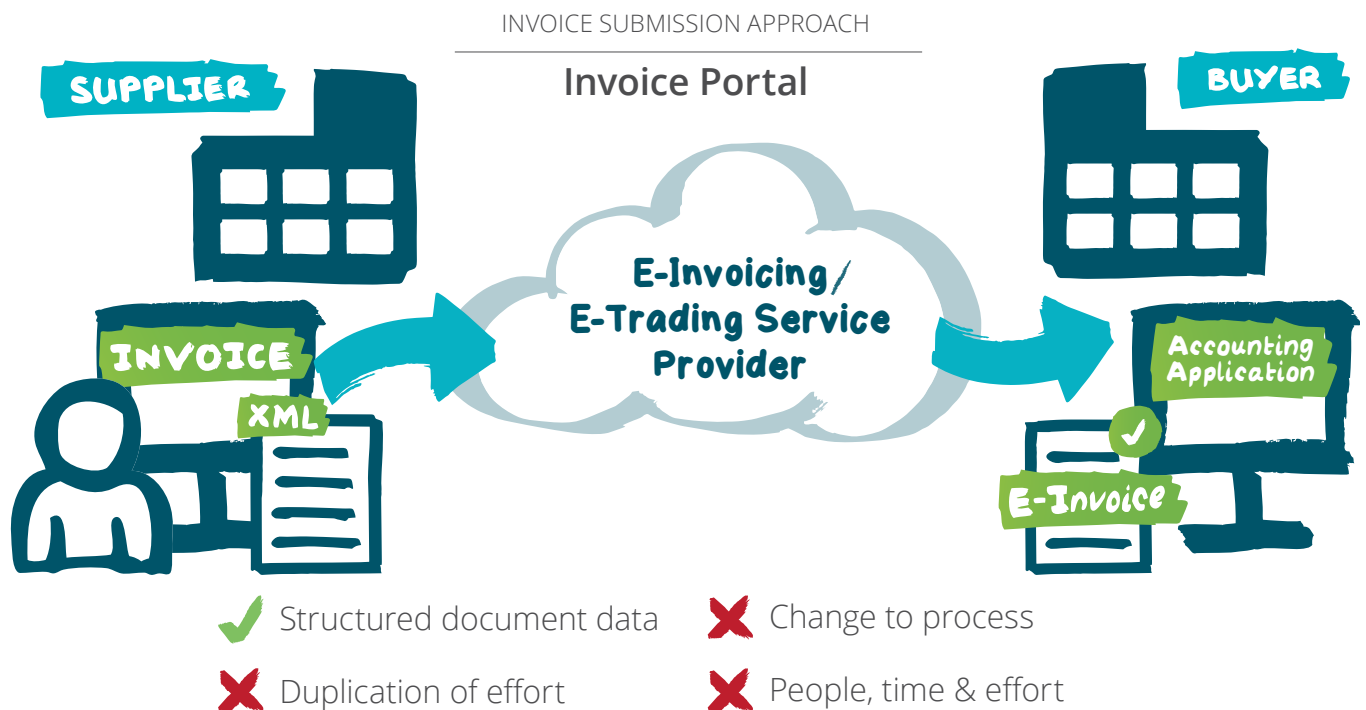 INVOICE SUBMISSION APPROACH
Invoice Portal
SUPPLIER
BUYER
E-Invoicing/
E-Trading Service
Provider
INVOICE
XML
Accounting
Application
E-Invoice
Structured document data
Change to process
Duplication of effort
People, time & effort